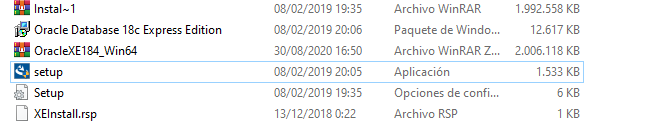 Instal~1 08/02/2019 19:35 Archivo WinRAR 1.992.558 KB
Oracle Database 18c Express Edition 08/02/2019 20:06 Paquete de Windo... 12.617 KB
OracleXE184_Win64 30/08/2020 16:50 Archivo WinRAR Z... 2.006.118 KB
setup 08/02/2019 20:05 Aplicación 1.533 KB
Setup 08/02/2019 19:35 Opciones de confi... 6 KB
XEInstall.rsp 13/12/2018 0:22 Archivo RSP 1 KB